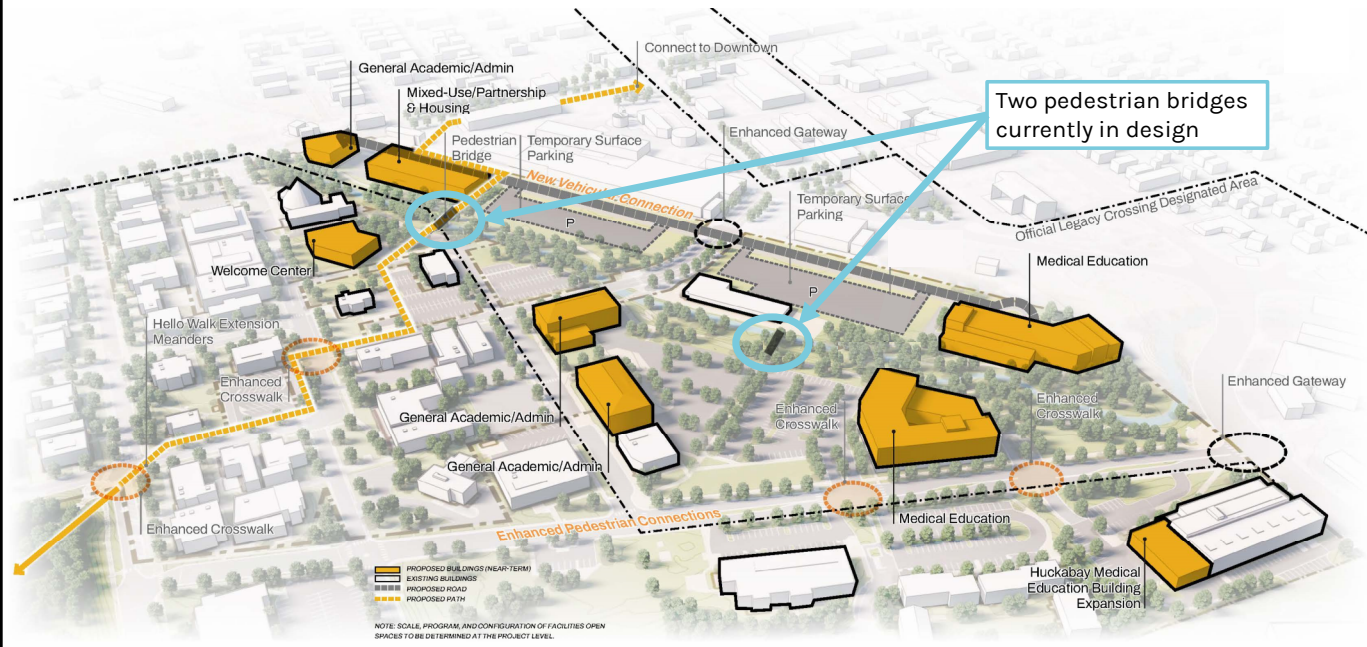 Connect to Downtown
General Academic/Admin
Mixed-Use/Partnership
& Housing
Two pedestrian bridges
currently in design
Pedestrian
Bridge
Temporary Surface
Parking
Enhanced Gateway
New Vehicular Connection
Temporary Surface
Parking
Official Legacy Crossing Designated Area
P
Welcome Center
Medical Education
P
Hello Walk Extension
Meanders
Enhanced
Crosswalk
Enhanced Gateway
Enhanced
Crosswalk
Enhanced
Crosswalk
General Academic/Admin
General Academic/Admin
Enhanced Crosswalk
Enhanced Pedestrian Connections
Medical Education
Huckabay Medical
Education Building
Expansion
PROPOSED BUILDINGS (NEAR-TERM)
EXISTING BUILDINGS
PROPOSED ROAD
PROPOSED PATH
NOTE: SCALE, PROGRAM, AND CONFIGURATION OF FACILITIES OPEN
SPACES TO BE DETERMINED AT THE PROJECT LEVEL.